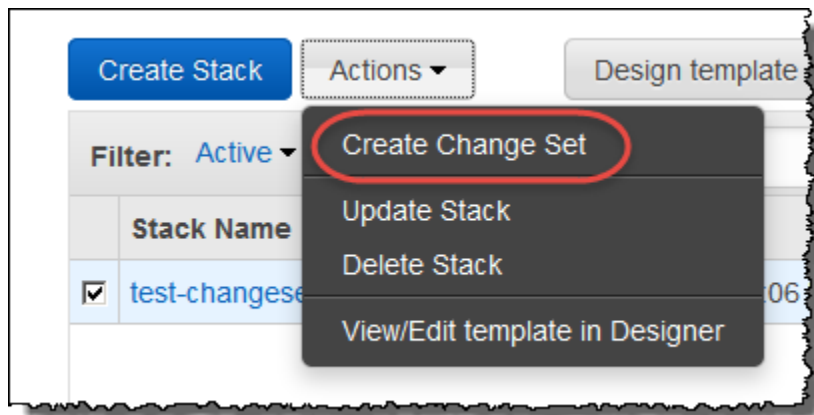 Create Stack Actions Design template
Filter: Active Create Change Set
Stack Name Update Stack
Delete Stack
test-changese :06
View/Edit template in Designer